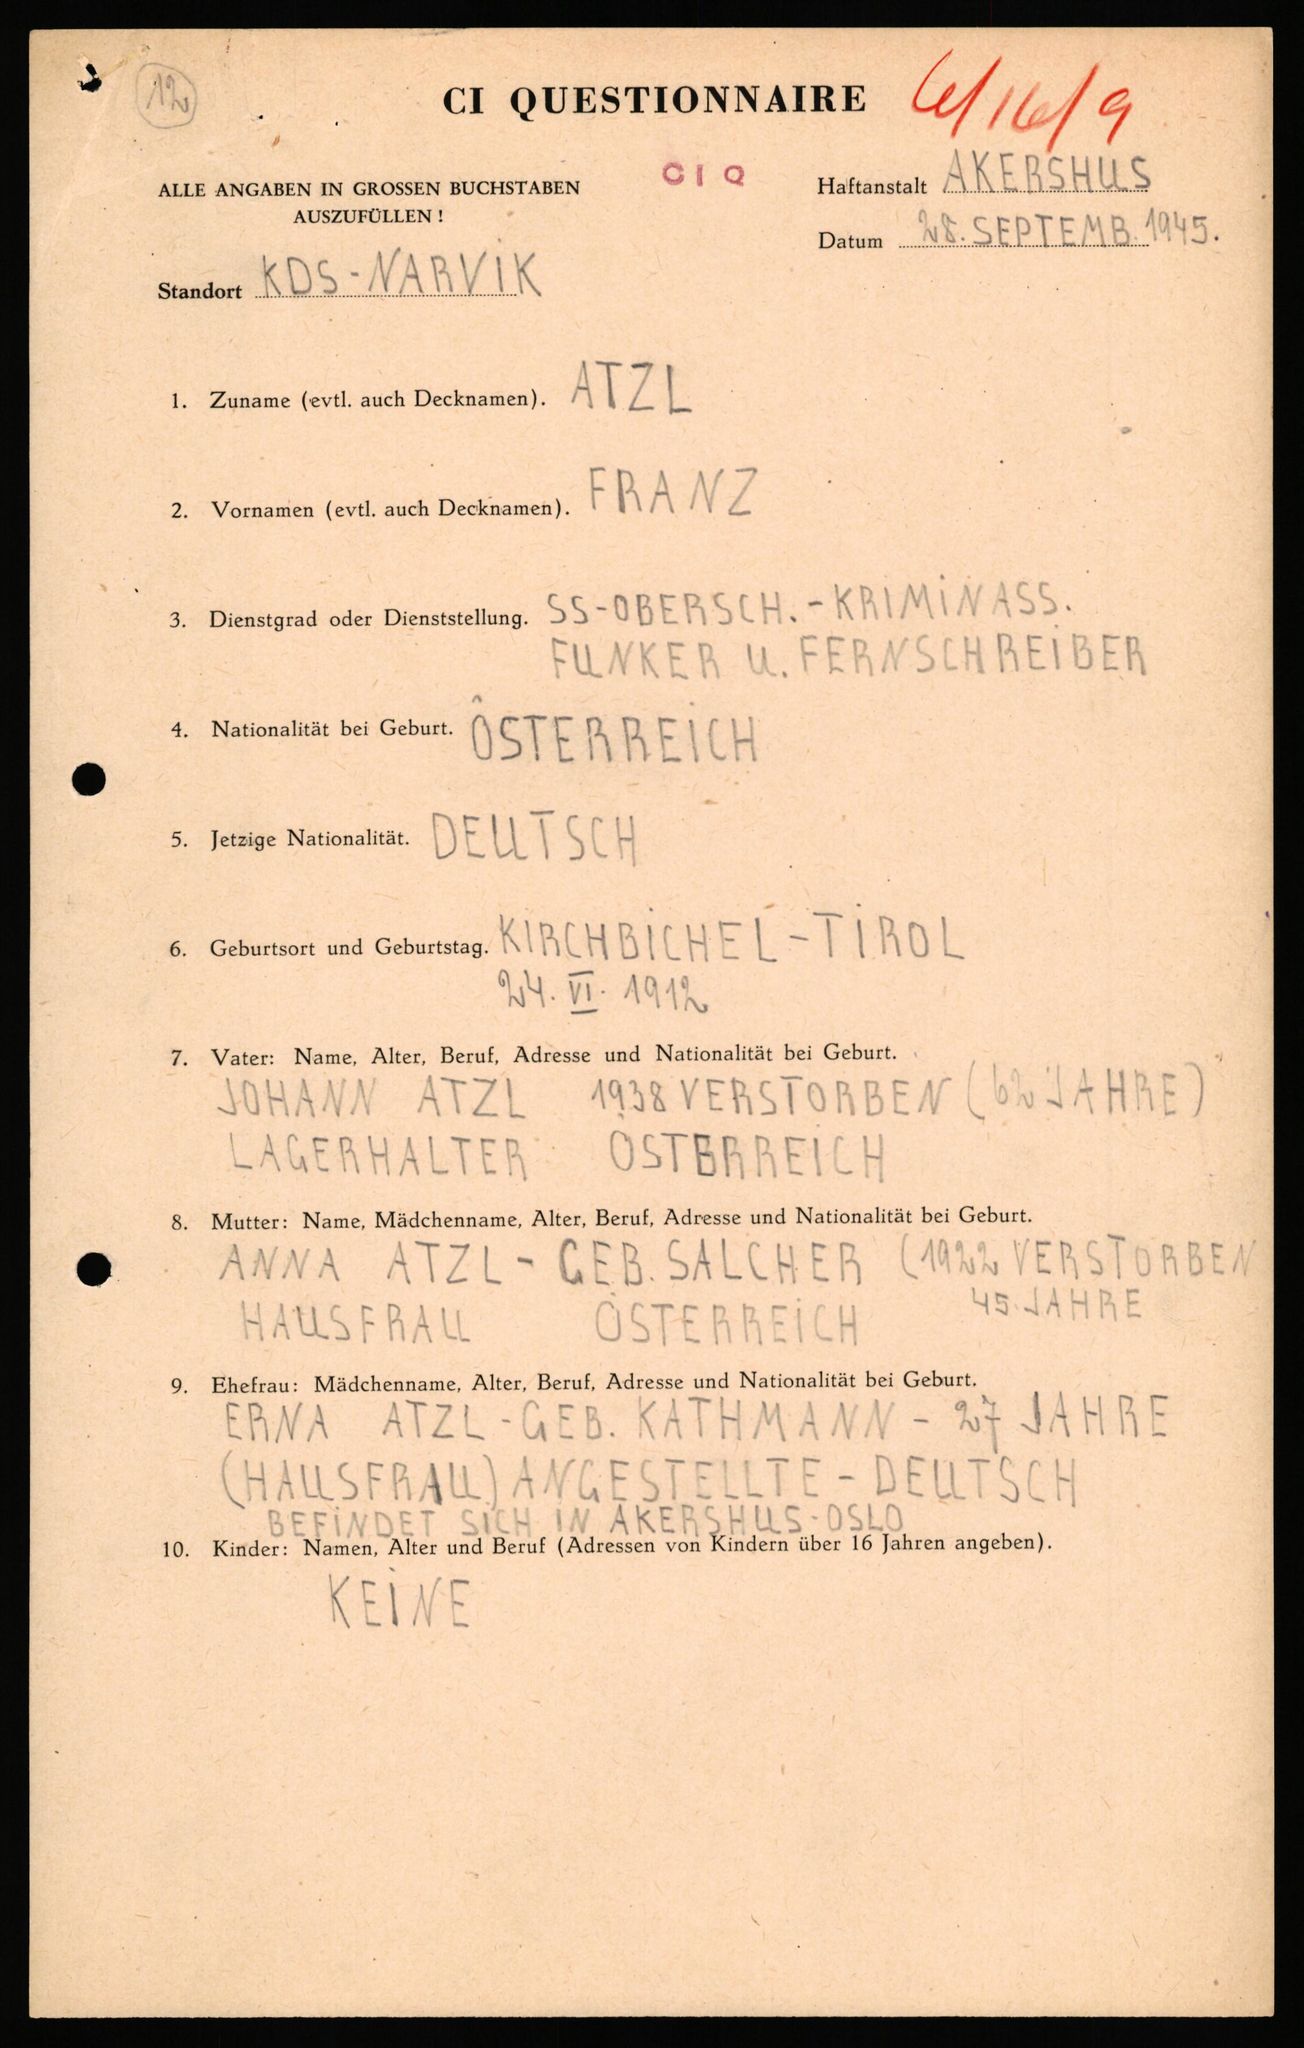 12
CI QUESTIONNAIRE
6/16/9
ALLE ANGABEN IN GROSSEN BUCHSTABEN
AUSZUFÜLLEN !
C I Q
Haftanstalt AKERSHUS
Datum 28. SEPTEMB. 1945.
Standort KDS-NARVIK
1. Zuname (evtl. auch Decknamen). ATZL
2. Vornamen (evtl. auch Decknamen). FRANZ
3. Dienstgrad oder Dienststellung. SS-OBERSCH.-KRIMINASS.
FUNKER U. FERNSCHREIBER
4. Nationalität bei Geburt. ÖSTERREICH
5. Jetzige Nationalität. DEUTSCH
6. Geburtsort und Geburtstag. KIRCHBICHEL-TIROL
24. VI. 1912
7. Vater: Name, Alter, Beruf, Adresse und Nationalität bei Geburt.
JOHANN ATZL 1938 VERSTORBEN (62 JAHRE)
LAGERHALTER ÖSTERREICH
8. Mutter: Name, Mädchenname, Alter, Beruf, Adresse und Nationalität bei Geburt.
ANNA ATZL - GEB. SALCHER (1922 VERSTORBEN
45 JAHRE
HAUSFRAU ÖSTERREICH
9. Ehefrau: Mädchenname, Alter, Beruf, Adresse und Nationalität bei Geburt.
ERNA ATZL-GEB. KATHMANN - 27 JAHRE
(HAUSFRAU) ANGESTELLTE - DEUTSCH
BEFINDET SICH IN AKERSHUS-OSLO
10. Kinder: Namen, Alter und Beruf (Adressen von Kindern über 16 Jahren angeben).
KEINE